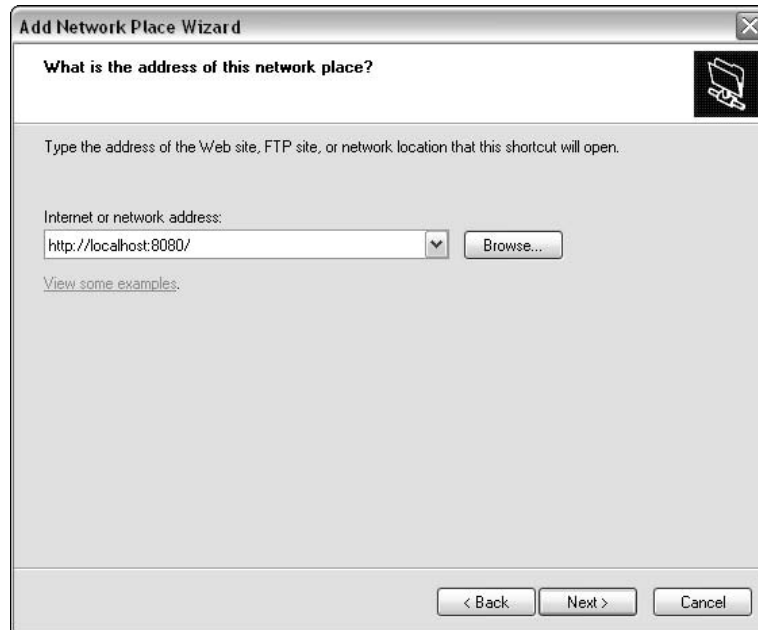 Add Network Place Wizard
What is the address of this network place?
Type the address of the Web site, FTP site, or network location that this shortcut will open.
Internet or network address:
http://localhost:8080/
Browse...
View some examples.
< Back
Next >
Cancel